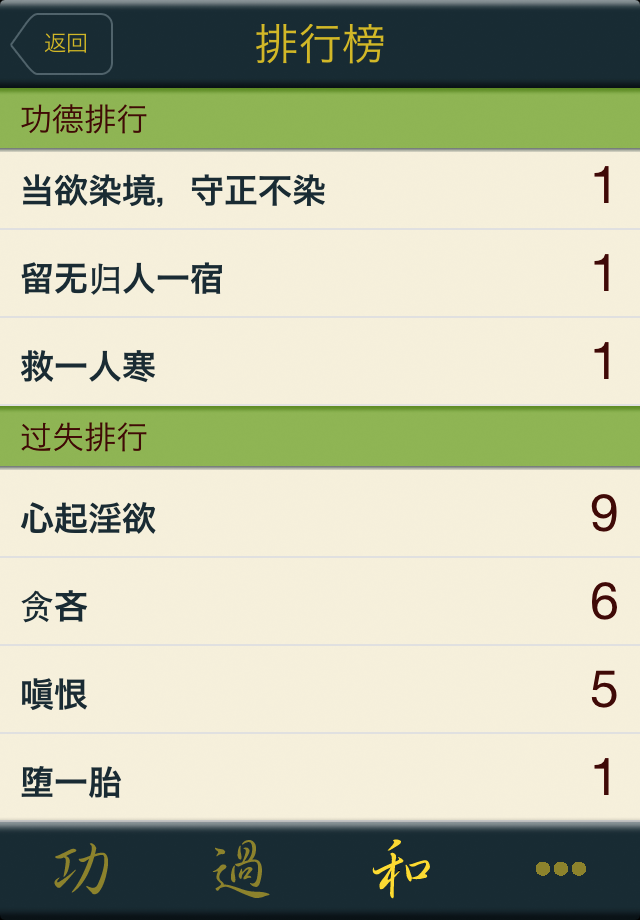 返回
排行榜
功德排行
当欲染境，守正不染 1
留无归人一宿 1
救一人寒 1
过失排行
心起淫欲 9
贪吝 6
嗔恨 5
堕一胎 1
功 過 和